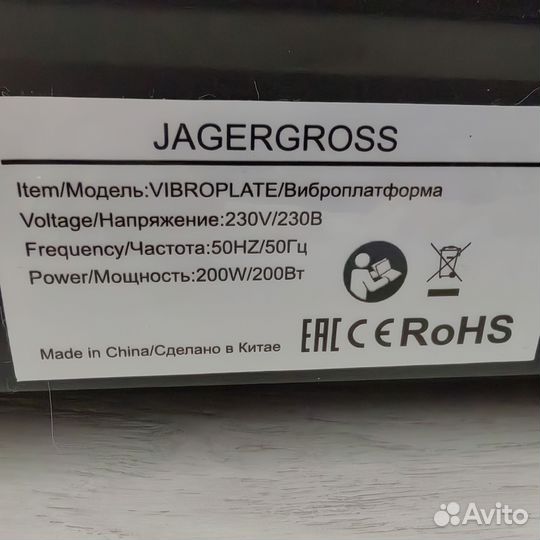 JAGERGROSS
Item/Модель:VIBROPLATE/Виброплатформа
Voltage/Напряжение:230V/230В
Frequency/Частота:50HZ/50Гц
Power/Мощность:200W/200Вт
EAC CE RoHS
Made in China/Сделано в Китае
Avito